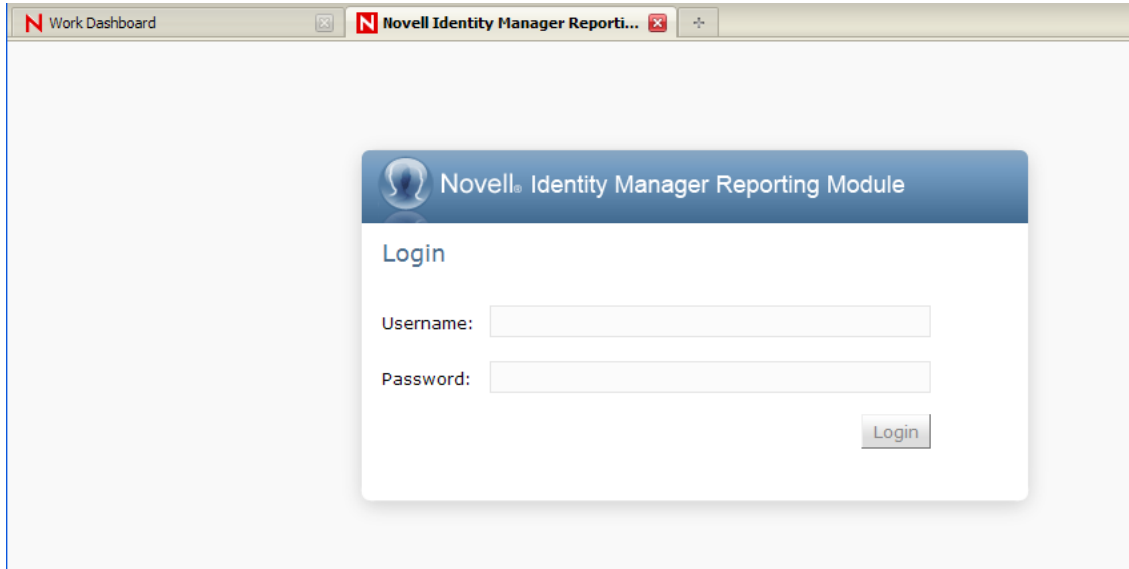 Work Dashboard
Novell Identity Manager Reporti...
Novell® Identity Manager Reporting Module
Login
Username:
Password:
Login